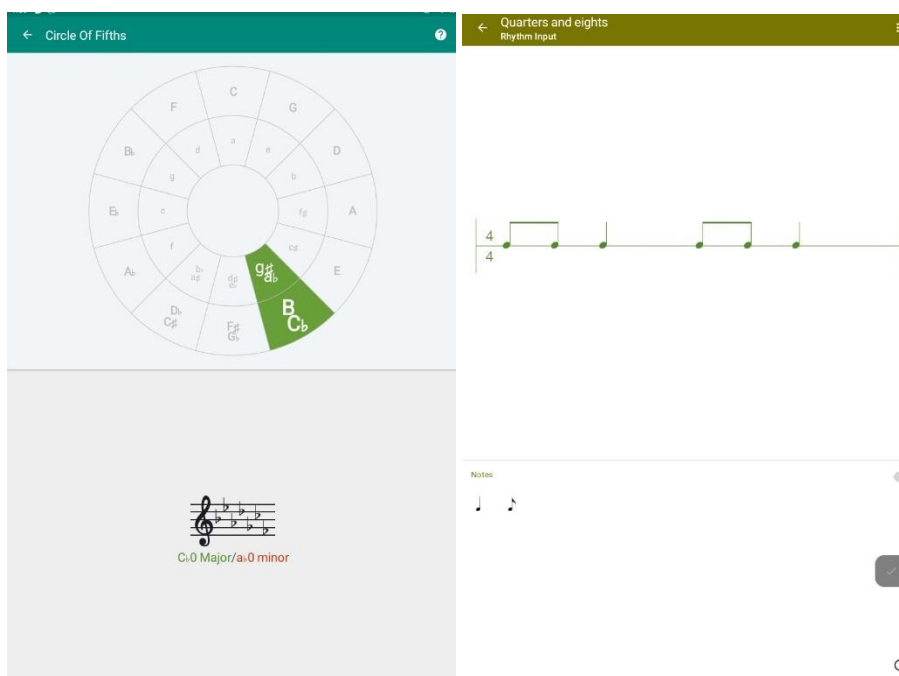 Circle Of Fifths
?
C
F
G
B♭
D
E♭
A
A♭
E
D♭
C♯
F♯
G♭
B
C♭
a
d
e
g
b
c
f♯
f
c♯
b♭
a♯
d♯
e♭
g♯
a♭
C♭0 Major/a♭0 minor
Quarters and eights
Rhythm Input
4
4
Notes